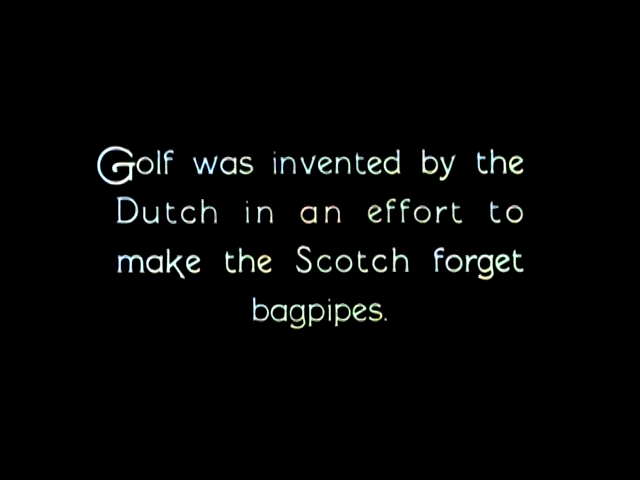 Golf was invented by the
Dutch in an effort to
make the Scotch forget
bagpipes.